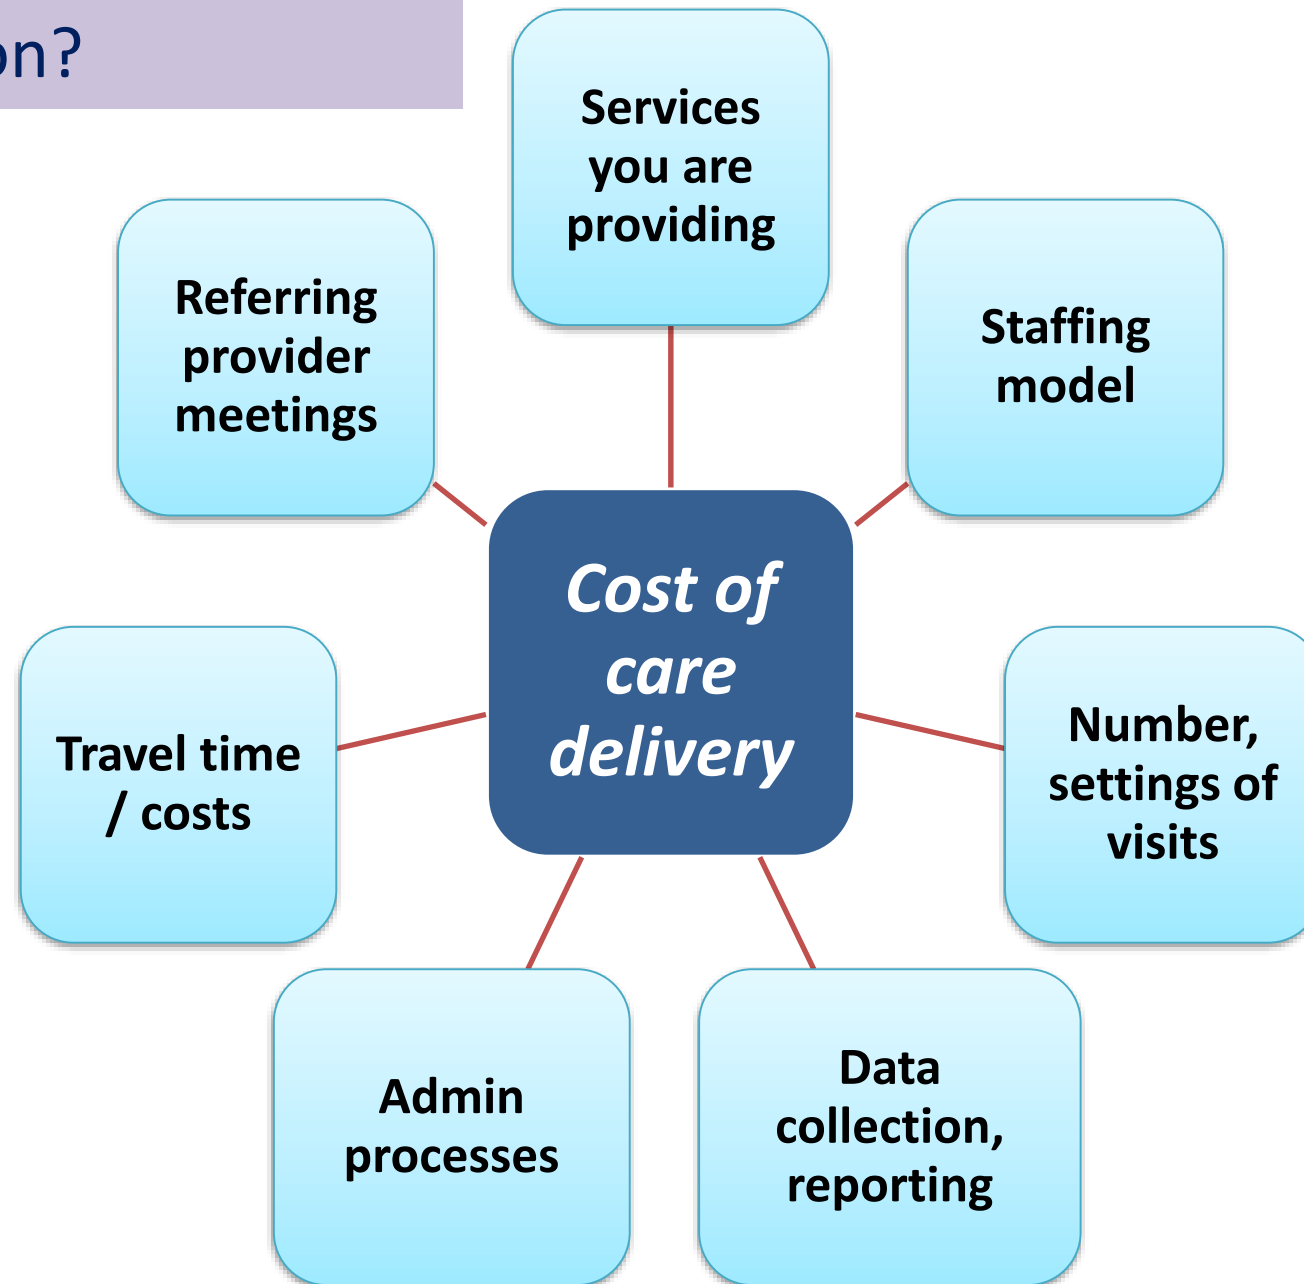 on?
Services
you are
providing
Referring
provider
meetings
Staffing
model
Cost of
care
delivery
Travel time
/ costs
Number,
settings of
visits
Admin
processes
Data
collection,
reporting